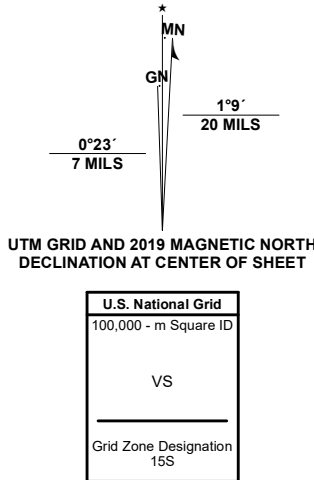 ★
MN
GN
1°9´
20 MILS
0°23´
7 MILS
UTM GRID AND 2019 MAGNETIC NORTH
DECLINATION AT CENTER OF SHEET
U.S. National Grid
100,000 - m Square ID
VS
Grid Zone Designation
15S